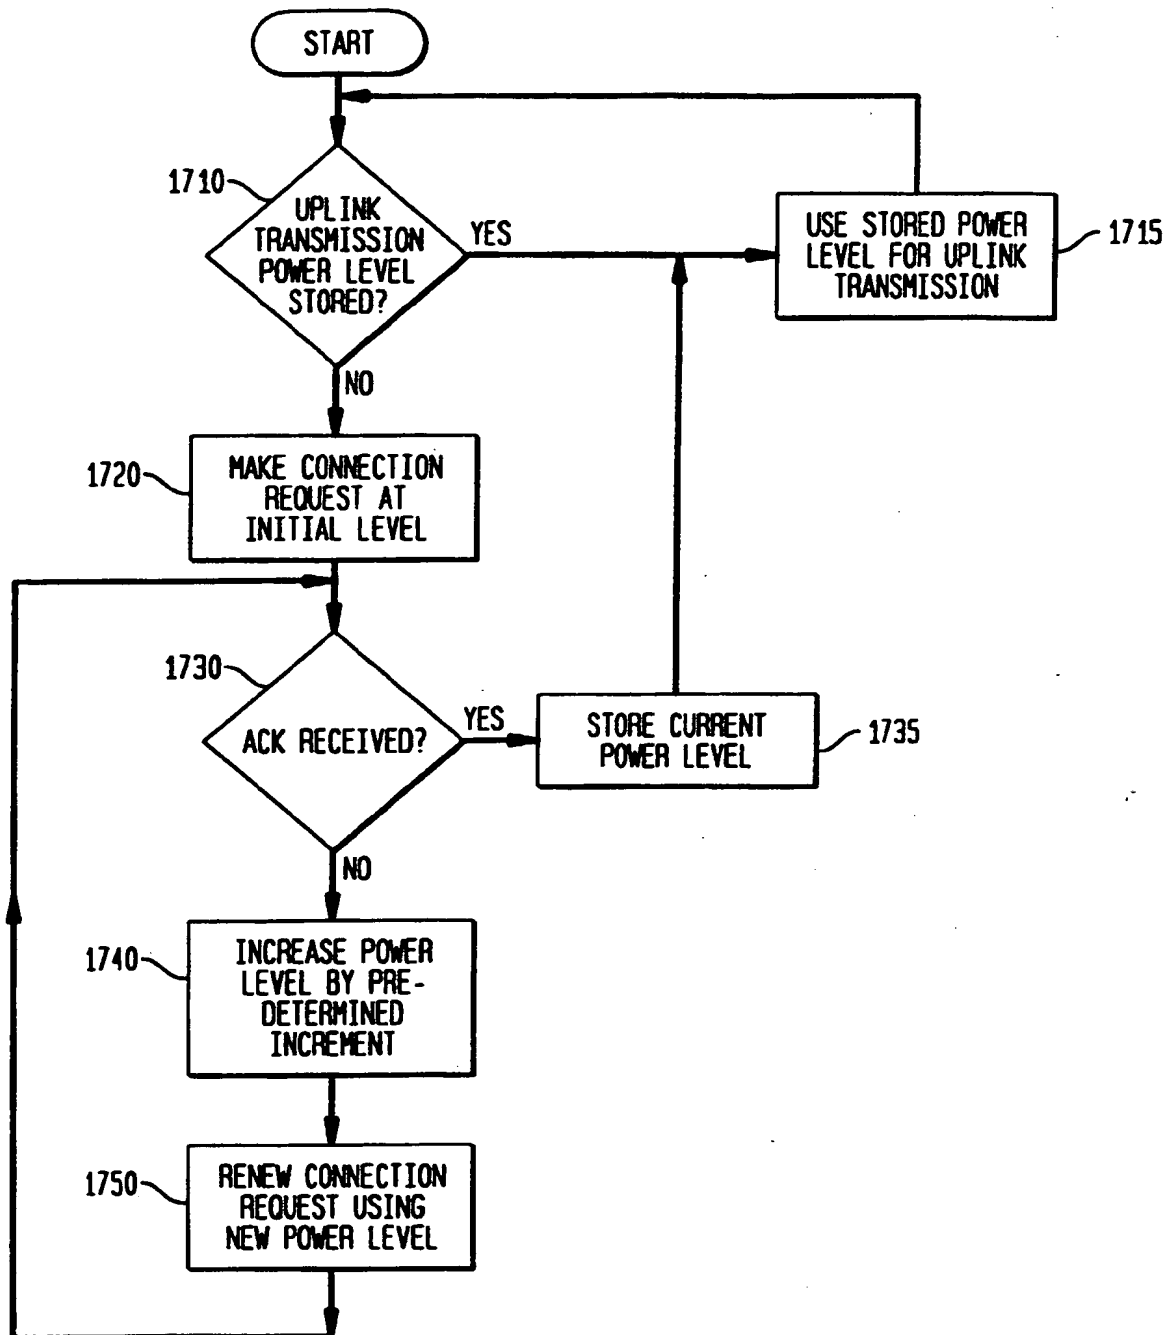 START
1710
UPLINK
TRANSMISSION
POWER LEVEL
STORED?
YES
USE STORED POWER
LEVEL FOR UPLINK
TRANSMISSION
1715
NO
1720
MAKE CONNECTION
REQUEST AT
INITIAL LEVEL
1730
ACK RECEIVED?
YES
STORE CURRENT
POWER LEVEL
1735
NO
1740
INCREASE POWER
LEVEL BY PRE-
DETERMINED
INCREMENT
1750
RENEW CONNECTION
REQUEST USING
NEW POWER LEVEL